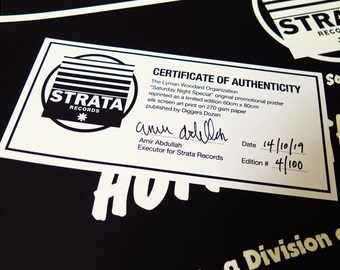 STRATA
RECORDS
STRATA
RECORDS
CERTIFICATE OF AUTHENTICITY
The Lyman Woodard Organization
"Saturday Night Special" original promotional poster
reprinted as a limited edition 60cm x 80cm
silk screen art print on 270 gsm paper
published by Diggers Dozen
Amir Abdullah
Amir Abdullah
Executor for Strata Records
Date 14/10/19
Edition # 4/100
a Division